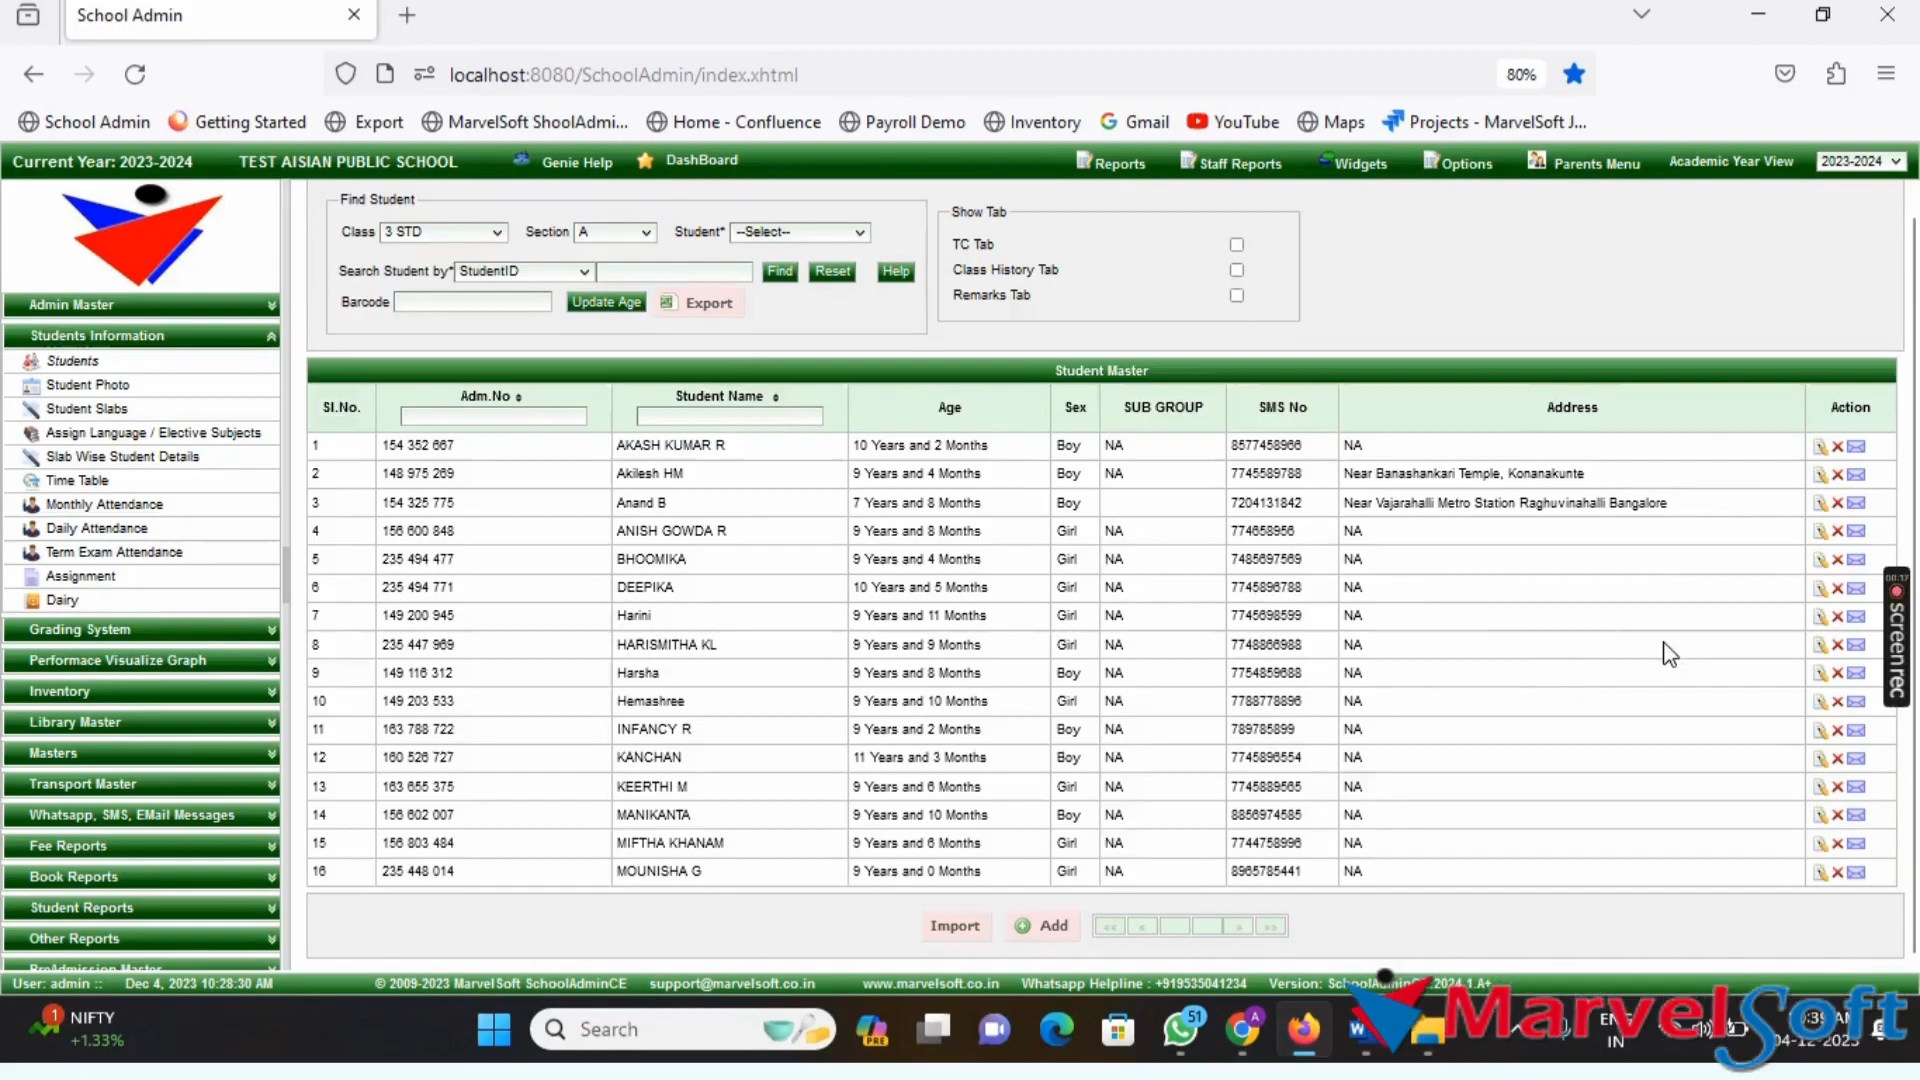 School Admin
localhost:8080/SchoolAdmin/index.xhtml
80%
School Admin Getting Started Export MarvelSoft ShoolAdmi... Home - Confluence Payroll Demo Inventory Gmail YouTube Maps Projects - MarvelSoft J...
Current Year: 2023-2024 TEST AISIAN PUBLIC SCHOOL Genie Help DashBoard Reports Staff Reports Widgets Options Parents Menu Academic Year View 2023-2024
Admin Master
Students Information
Students
Student Photo
Student Slabs
Assign Language / Elective Subjects
Slab Wise Student Details
Time Table
Monthly Attendance
Daily Attendance
Term Exam Attendance
Assignment
Dairy
Grading System
Performace Visualize Graph
Inventory
Library Master
Masters
Transport Master
Whatsapp, SMS, EMail Messages
Fee Reports
Book Reports
Student Reports
Other Reports
PreAdmission Master
Find Student
Class 3 STD Section A Student* --Select--
Search Student by* StudentID Find Reset Help
Barcode Update Age Export
Show Tab
TC Tab
Class History Tab
Remarks Tab
Student Master
Sl.No. Adm.No Student Name Age Sex SUB GROUP SMS No Address Action
1 154 352 667 AKASH KUMAR R 10 Years and 2 Months Boy NA 8577458966 NA
2 148 975 269 Akilesh HM 9 Years and 4 Months Boy NA 7745589788 Near Banashankari Temple, Konanakunte
3 154 325 775 Anand B 7 Years and 8 Months Boy 7204131842 Near Vajarahalli Metro Station Raghuvinahalli Bangalore
4 156 600 848 ANISH GOWDA R 9 Years and 8 Months Girl NA 774658956 NA
5 235 494 477 BHOOMIKA 9 Years and 4 Months Girl NA 7485697569 NA
6 235 494 771 DEEPIKA 10 Years and 5 Months Girl NA 7745896788 NA
7 149 200 945 Harini 9 Years and 11 Months Girl NA 7745698599 NA
8 235 447 969 HARISMITHA KL 9 Years and 9 Months Girl NA 7748866988 NA
9 149 116 312 Harsha 9 Years and 8 Months Boy NA 7754859688 NA
10 149 203 533 Hemashree 9 Years and 10 Months Girl NA 7788778896 NA
11 163 788 722 INFANCY R 9 Years and 2 Months Boy NA 789785899 NA
12 160 526 727 KANCHAN 11 Years and 3 Months Boy NA 7745896554 NA
13 163 655 375 KEERTHI M 9 Years and 6 Months Girl NA 7745889565 NA
14 156 602 007 MANIKANTA 9 Years and 10 Months Boy NA 8856974585 NA
15 156 803 484 MIFTHA KHANAM 9 Years and 6 Months Girl NA 7744758996 NA
16 235 448 014 MOUNISHA G 9 Years and 0 Months Girl NA 8965785441 NA
Import Add
00:17
screenrec
User: admin :: Dec 4, 2023 10:28:30 AM © 2009-2023 MarvelSoft SchoolAdminCE support@marvelsoft.co.in www.marvelsoft.co.in Whatsapp Helpline : +919535041234 Version:
1 NIFTY
+1.33%
Search
PRE
51
A
MarvelSoft
IN